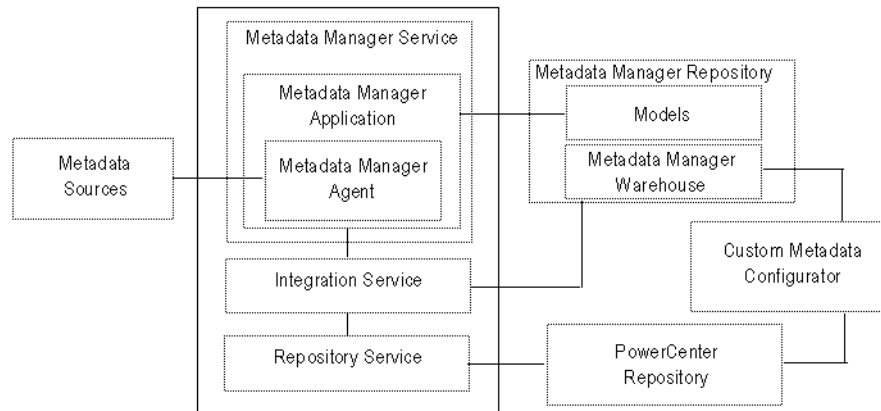 Metadata Manager Service
Metadata Manager
Application
Metadata Manager
Agent
Metadata
Sources
Integration Service
Repository Service
Metadata Manager Repository
Models
Metadata Manager
Warehouse
Custom Metadata
Configurator
PowerCenter
Repository